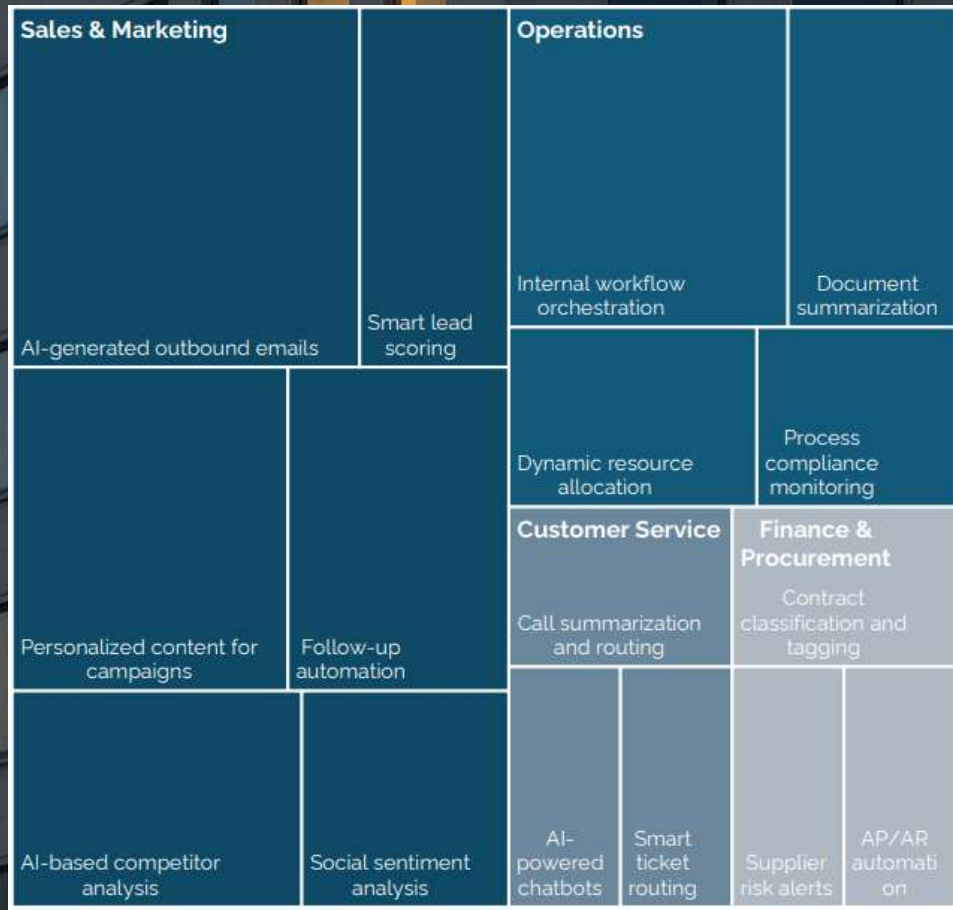 Sales & Marketing
AI-generated outbound emails
Smart lead
scoring
Personalized content for
campaigns
Follow-up
automation
AI-based competitor
analysis
Social sentiment
analysis
Operations
Internal workflow
orchestration
Document
summarization
Dynamic resource
allocation
Process
compliance
monitoring
Customer Service
Call summarization
and routing
AI-
powered
chatbots
Smart
ticket
routing
Finance &
Procurement
Contract
classification and
tagging
Supplier
risk alerts
AP/AR
automati
on